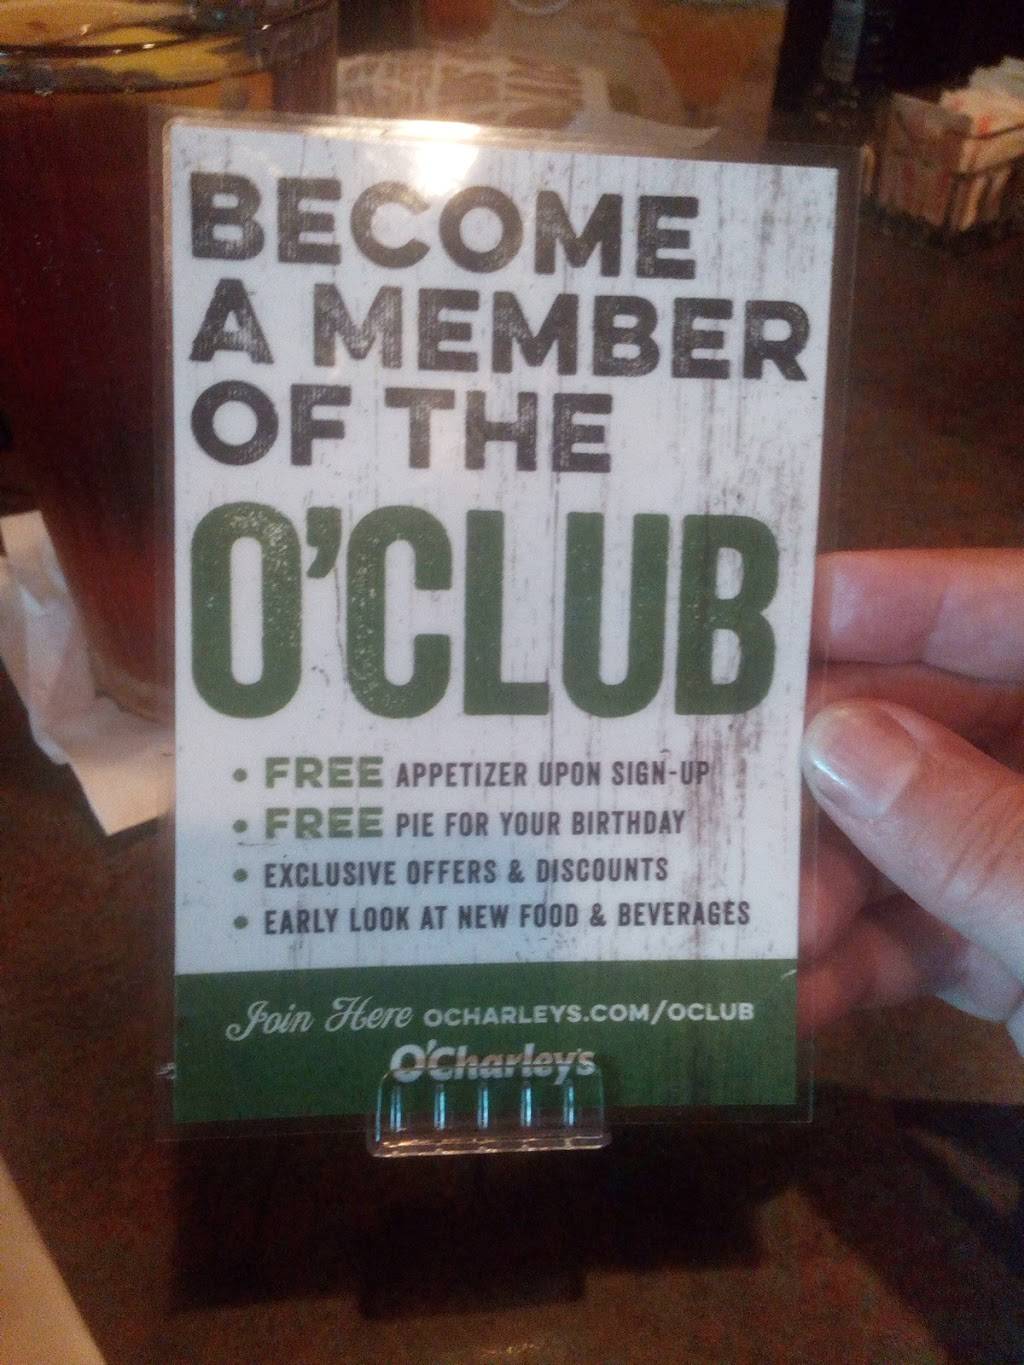 BECOME
A MEMBER
OF THE
O'CLUB
• FREE APPETIZER UPON SIGN-UP
• FREE PIE FOR YOUR BIRTHDAY
• EXCLUSIVE OFFERS & DISCOUNTS
• EARLY LOOK AT NEW FOOD & BEVERAGES
Join Here OCHARLEYS.COM/OCLUB
O'Charley's